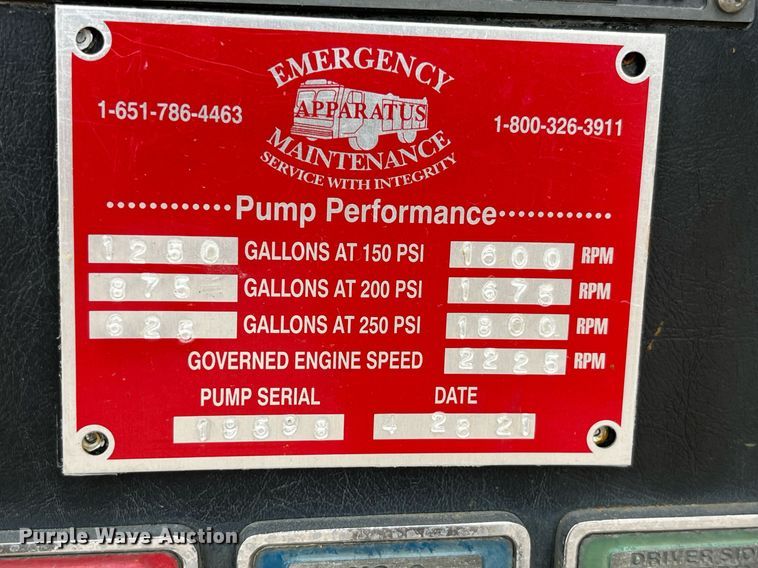 EMERGENCY
APPARATUS
MAINTENANCE
SERVICE WITH INTEGRITY
1-651-786-4463
1-800-326-3911
Pump Performance
1250 GALLONS AT 150 PSI 1600 RPM
875 GALLONS AT 200 PSI 1675 RPM
625 GALLONS AT 250 PSI 1800 RPM
GOVERNED ENGINE SPEED 2225 RPM
PUMP SERIAL DATE
19598 4 28 21
Purple Wave Auction
DRIVER SID